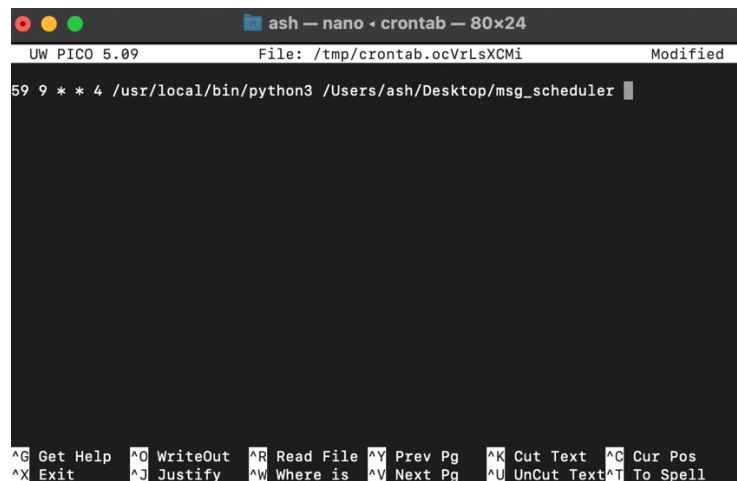 ash — nano ◂ crontab — 80×24
UW PICO 5.09 File: /tmp/crontab.ocVrLsXCMi Modified
59 9 * * 4 /usr/local/bin/python3 /Users/ash/Desktop/msg_scheduler
^G Get Help ^O WriteOut ^R Read File ^Y Prev Pg ^K Cut Text ^C Cur Pos
^X Exit ^J Justify ^W Where is ^V Next Pg ^U UnCut Text^T To Spell